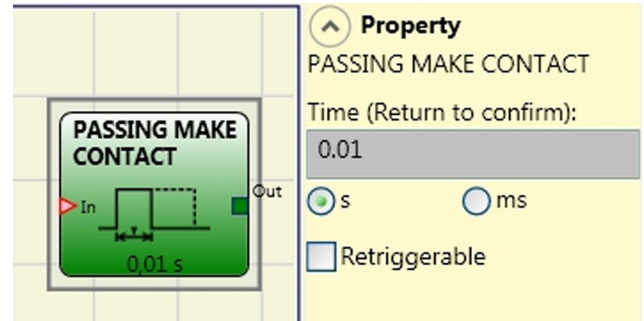 PASSING MAKE
CONTACT
In
Out
0,01 s
Property
PASSING MAKE CONTACT
Time (Return to confirm):
0.01
s
ms
Retriggerable